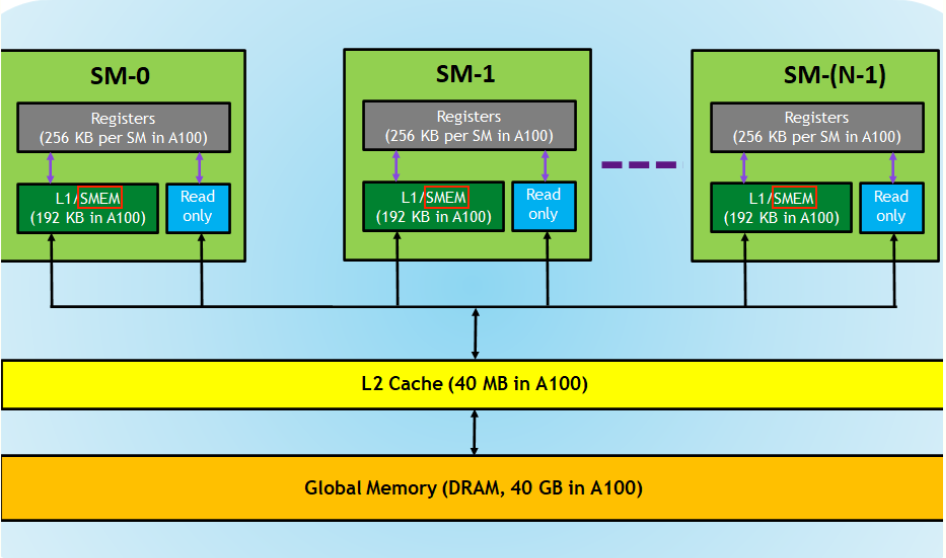 SM-0
Registers
(256 KB per SM in A100)
L1/SMEM
(192 KB in A100)
Read
only
SM-1
Registers
(256 KB per SM in A100)
L1/SMEM
(192 KB in A100)
Read
only
SM-(N-1)
Registers
(256 KB per SM in A100)
L1/SMEM
(192 KB in A100)
Read
only
L2 Cache (40 MB in A100)
Global Memory (DRAM, 40 GB in A100)